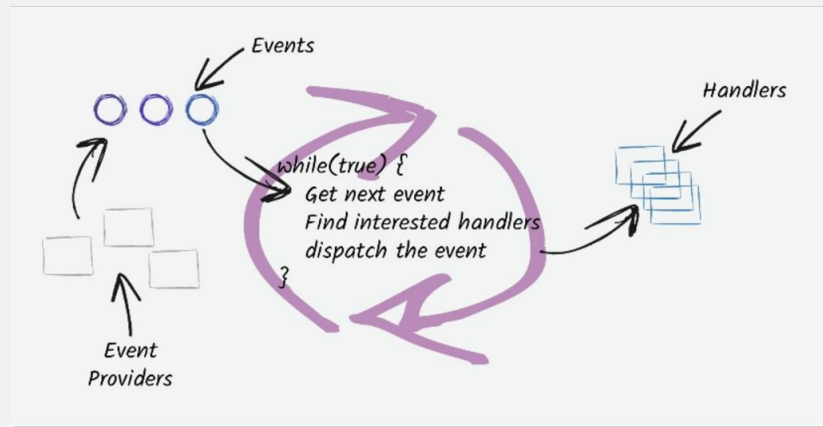 Events
Handlers
while(true) {
Get next event
Find interested handlers
dispatch the event
}
Event
Providers